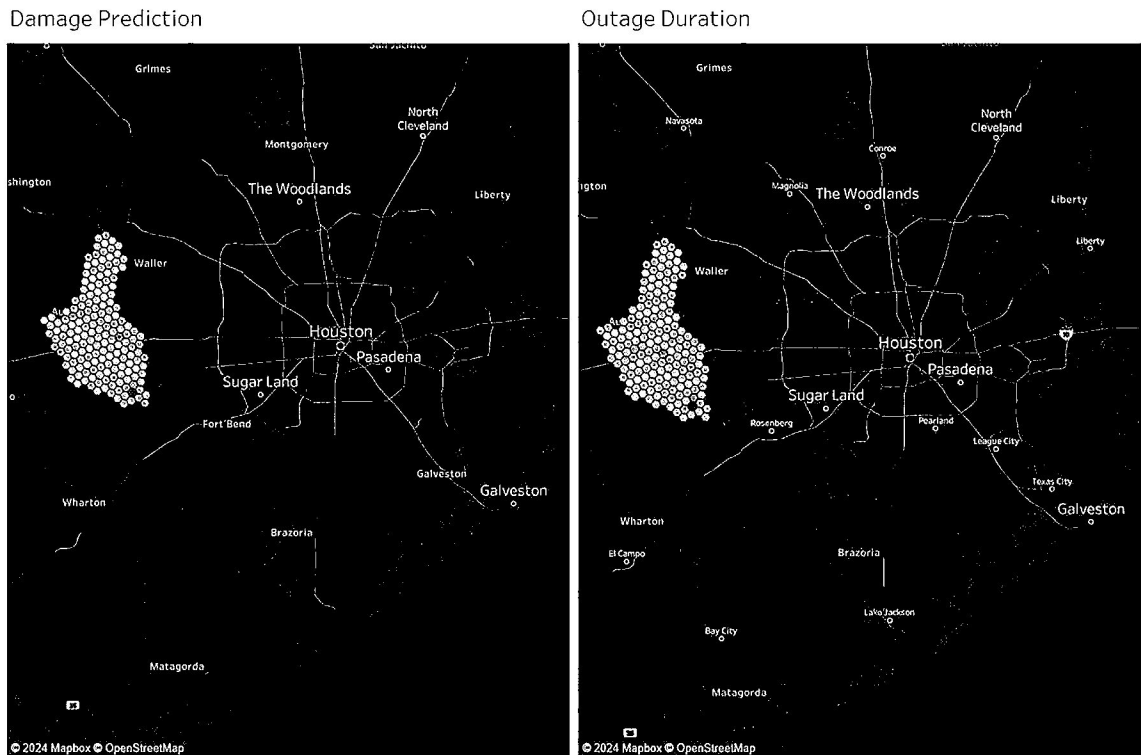 Damage Prediction
Grimes
North
Cleveland
Montgomery
shington
The Woodlands
Liberty
Waller
Houston
Pasadena
Sugar Land
Fort Bend
Galveston
Galveston
Wharton
Brazoria
Matagorda
© 2024 Mapbox © OpenStreetMap
Outage Duration
Grimes
Navasota
North
Cleveland
Conroe
Magnolia
ngton
The Woodlands
Liberty
Liberty
Waller
Houston
Pasadena
Sugar Land
Rosenberg
Pearland
League City
Texas City
Galveston
Wharton
El Campo
Brazoria
Lake Jackson
Bay City
Matagorda
© 2024 Mapbox © OpenStreetMap